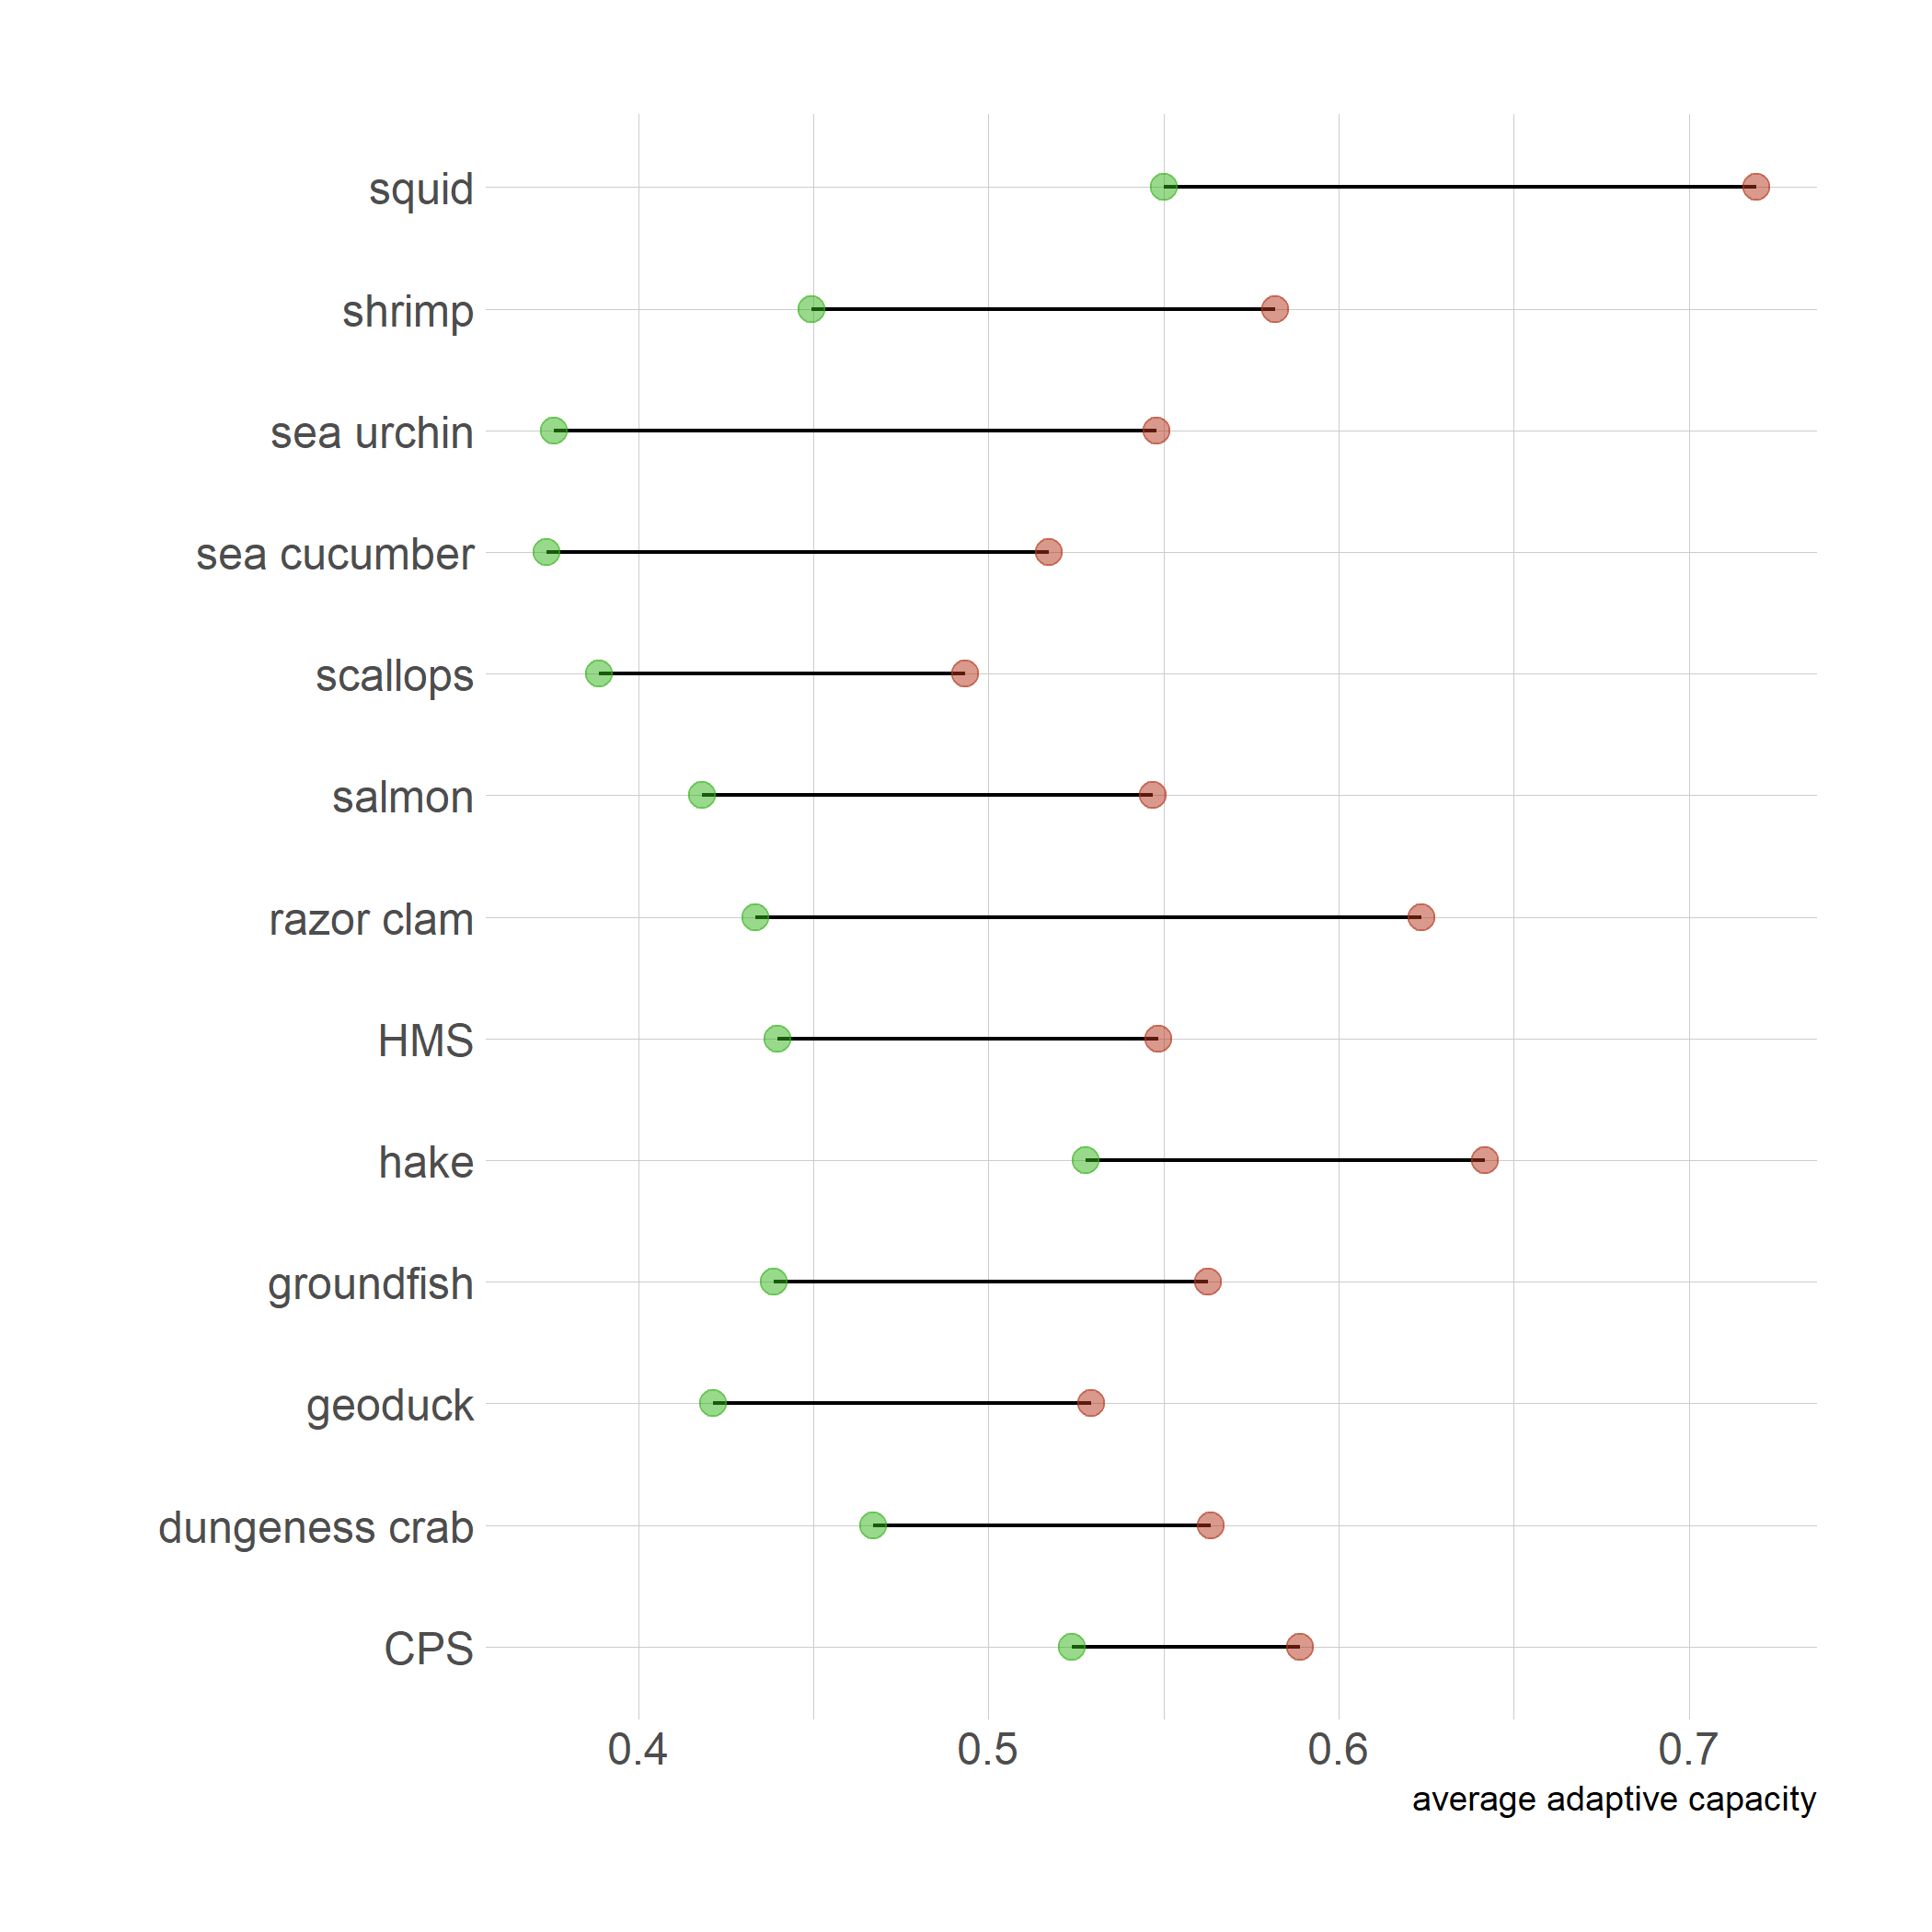 squid
shrimp
sea urchin
sea cucumber
scallops
salmon
razor clam
HMS
hake
groundfish
geoduck
dungeness crab
CPS
0.4 0.5 0.6 0.7
average adaptive capacity